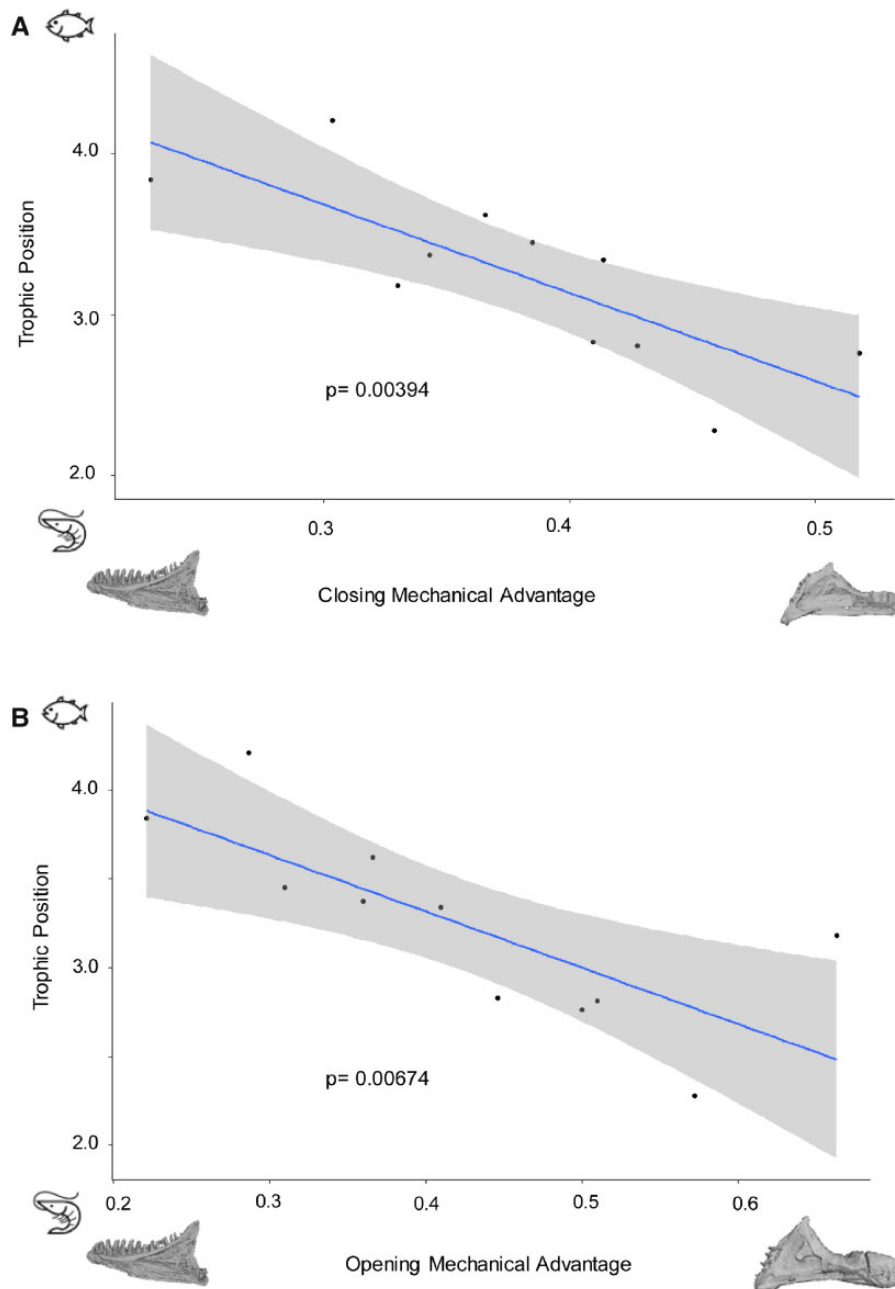 A
4.0
3.0
2.0
Trophic Position
p= 0.00394
0.3 0.4 0.5
Closing Mechanical Advantage
B
4.0
3.0
2.0
Trophic Position
p= 0.00674
0.2 0.3 0.4 0.5 0.6
Opening Mechanical Advantage